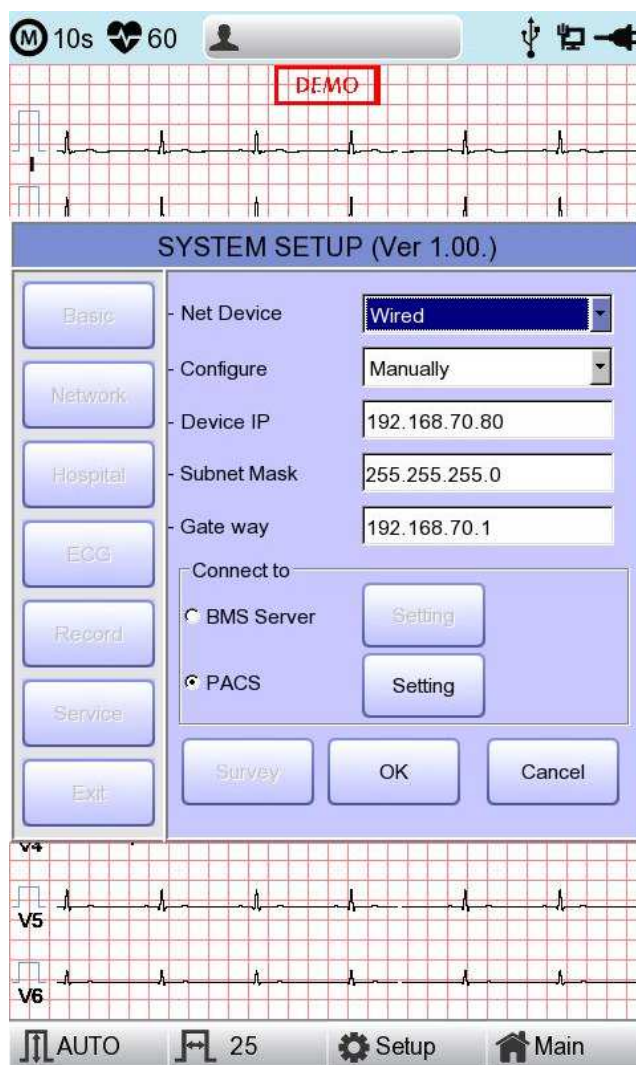 M 10s 60
DEMO
I
SYSTEM SETUP (Ver 1.00.)
Basic
Network
Hospital
ECG
Record
Service
Exit
- Net Device Wired
- Configure Manually
- Device IP 192.168.70.80
- Subnet Mask 255.255.255.0
- Gate way 192.168.70.1
Connect to
BMS Server Setting
PACS Setting
Survey OK Cancel
V4
V5
V6
AUTO 25 Setup Main